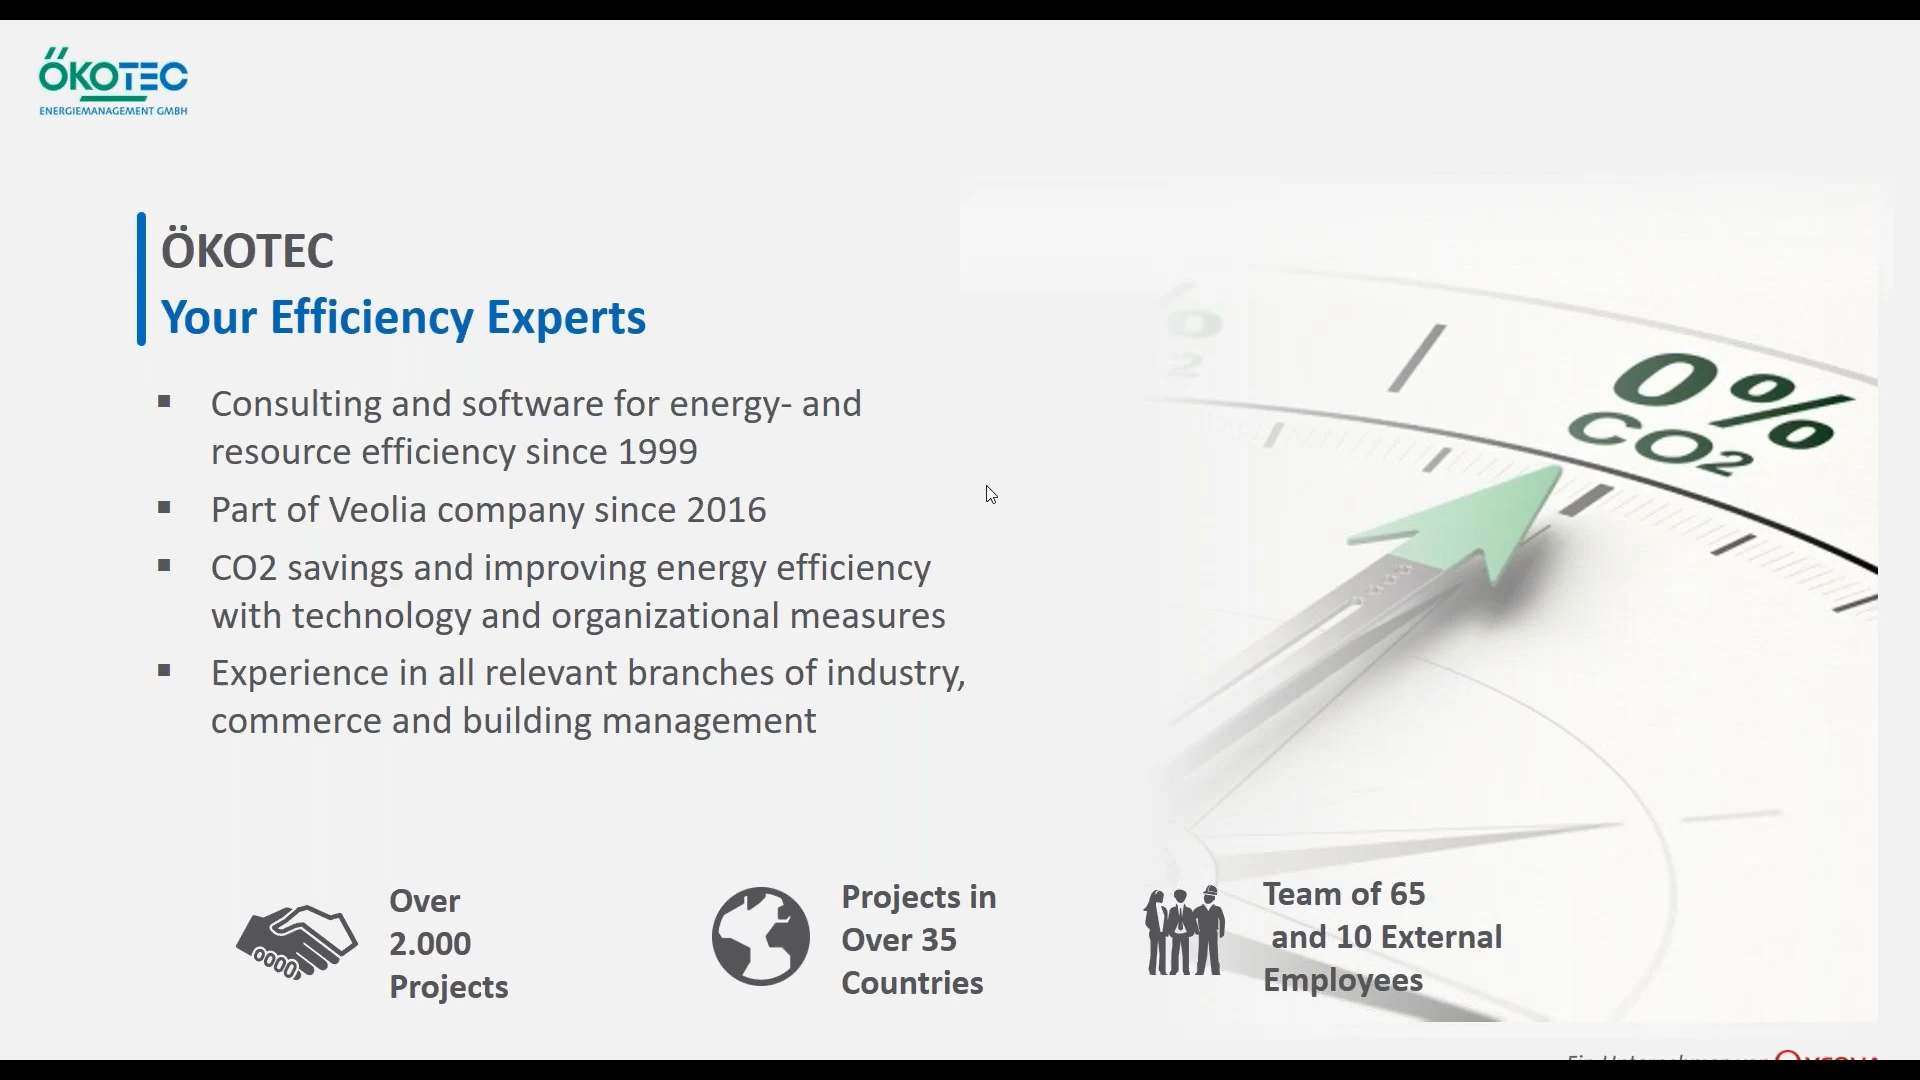 ÖKOTEC
ENERGIEMANAGEMENT GMBH
ÖKOTEC
Your Efficiency Experts
▪ Consulting and software for energy- and
resource efficiency since 1999
▪ Part of Veolia company since 2016
▪ CO2 savings and improving energy efficiency
with technology and organizational measures
▪ Experience in all relevant branches of industry,
commerce and building management
%
2
0%
CO2
Over
2.000
Projects
Projects in
Over 35
Countries
Team of 65
and 10 External
Employees